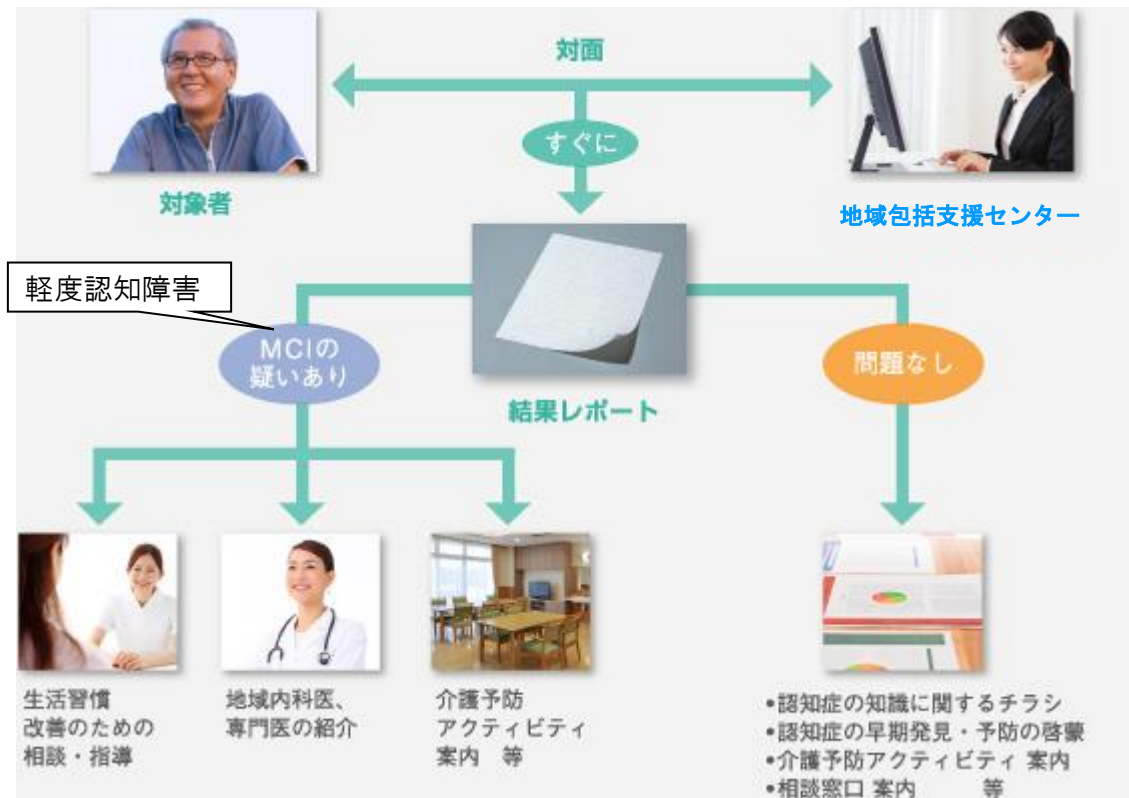 対面
すぐに
対象者
地域包括支援センター
軽度認知障害
MCIの
疑いあり
問題なし
結果レポート
生活習慣
改善のための
相談・指導
地域内科医、
専門医の紹介
介護予防
アクティビティ
案内　等
•認知症の知識に関するチラシ
•認知症の早期発見・予防の啓蒙
•介護予防アクティビティ 案内
•相談窓口 案内　　　等